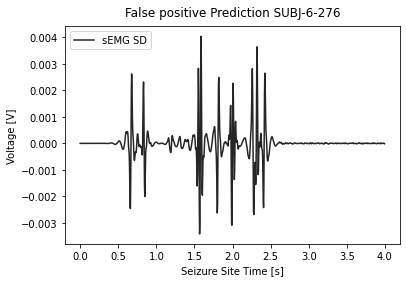 False positive Prediction SUBJ-6-276
sEMG SD
0.004
0.003
0.002
0.001
0.000
−0.001
−0.002
−0.003
Voltage [V]
0.0 0.5 1.0 1.5 2.0 2.5 3.0 3.5 4.0
Seizure Site Time [s]